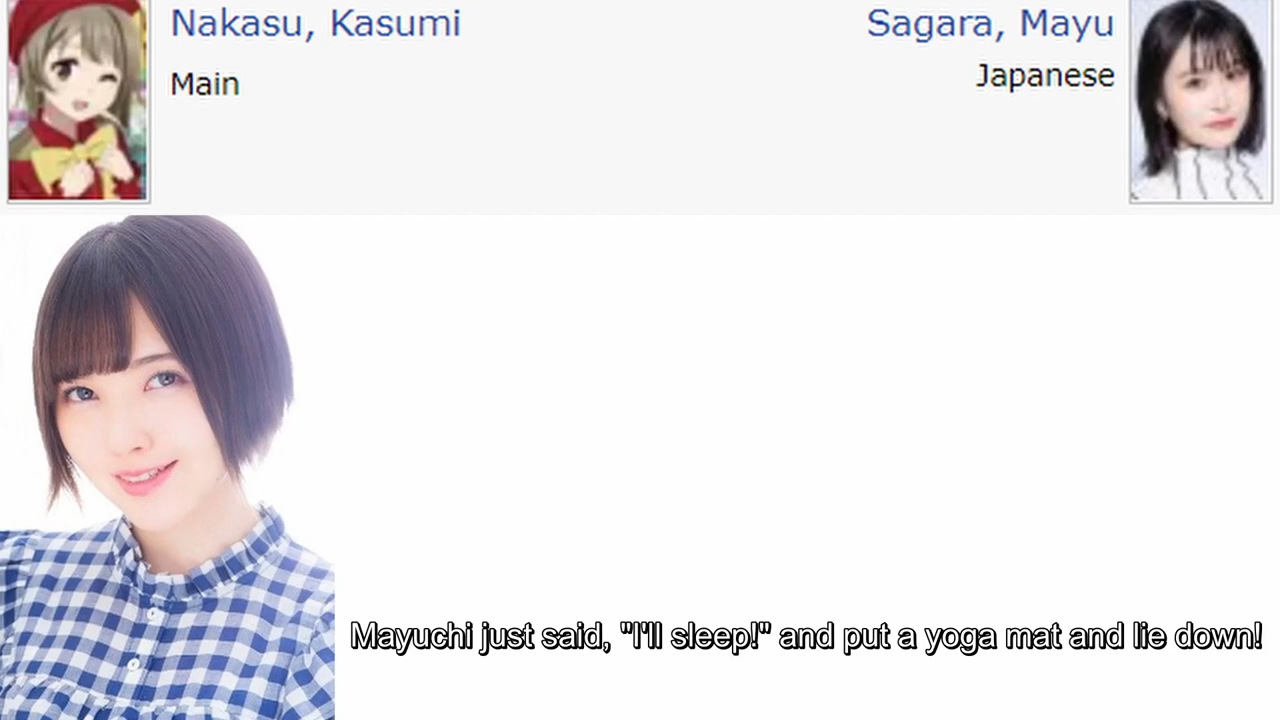 Nakasu, Kasumi
Sagara, Mayu
Main
Japanese
Mayuchi just said, "I'll sleep!" and put a yoga mat and lie down!